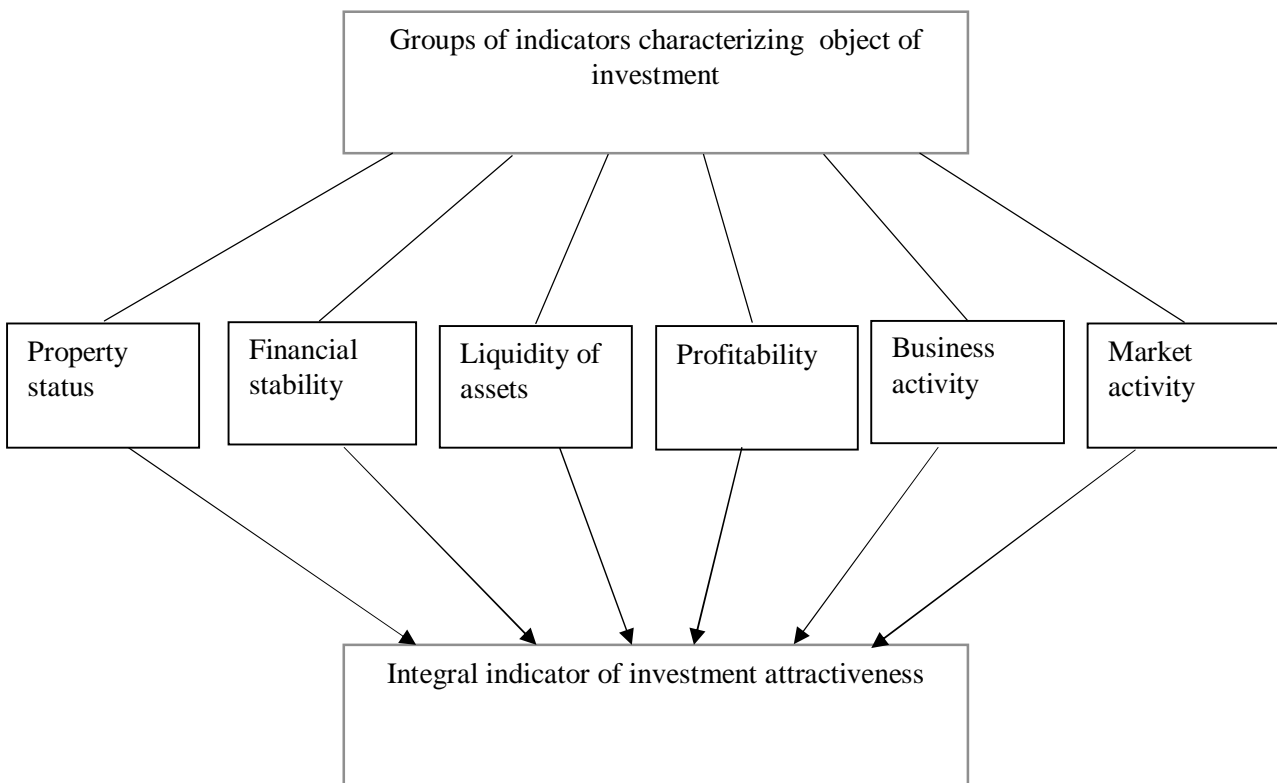 Groups of indicators characterizing  object of
investment
Property
status
Financial
stability
Liquidity of
assets
Profitability
Business
activity
Market
activity
Integral indicator of investment attractiveness